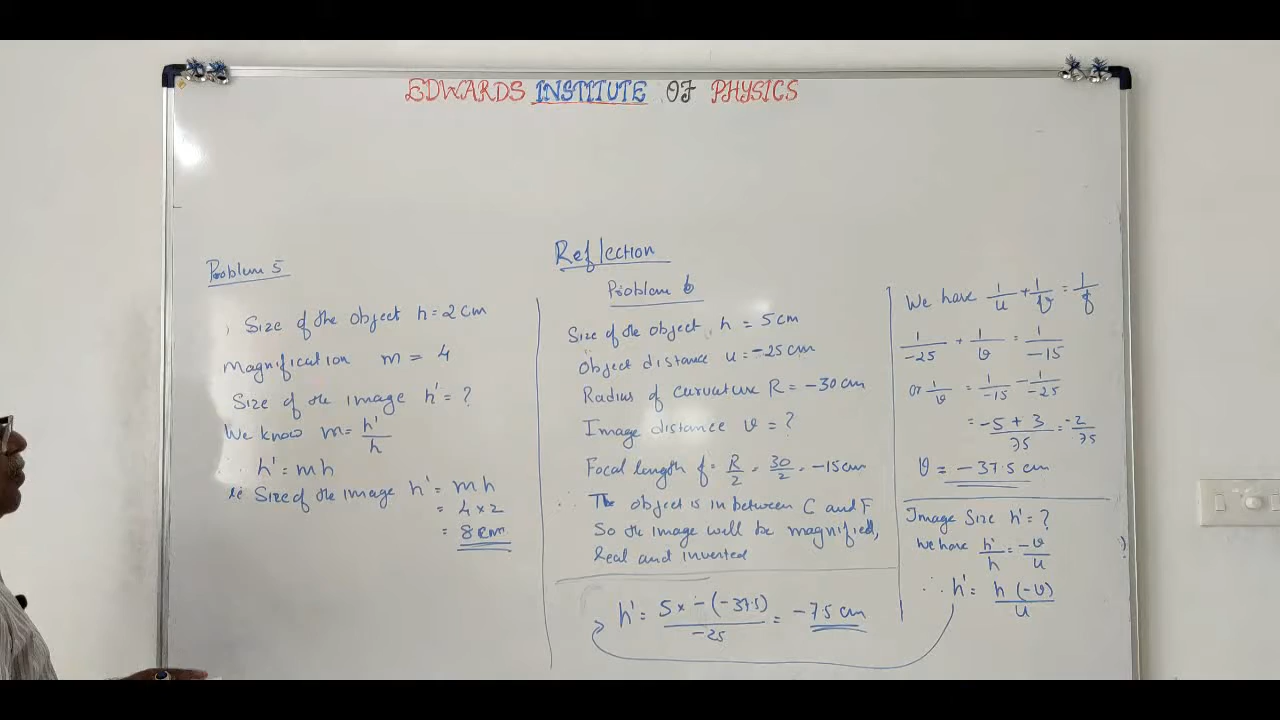 EDWARDS INSTITUTE OF PHYSICS
Problem 5
Size of the object h = 2 cm
Magnification m = 4
Size of the image h' = ?
We know m = h'/h
∴ h' = mh
ie Size of the image h' = mh
= 4 × 2
= 8 cm
Reflection
Problem 6
Size of the object, h = 5 cm
Object distance u = -25 cm
Radius of curvature R = -30 cm
Image distance v = ?
Focal length f = R/2 = 30/2 = -15 cm
∴ The object is in between C and F
So the image will be magnified,
Real and inverted
h' = 5 × -(-37.5)/-25 = -7.5 cm
We have 1/u + 1/v = 1/f
1/-25 + 1/v = 1/-15
or 1/v = 1/-15 - 1/-25
= -5 + 3/75 = -2/75
v = -37.5 cm
Image Size h' = ?
We have h'/h = -v/u
∴ h' = h (-v)/u